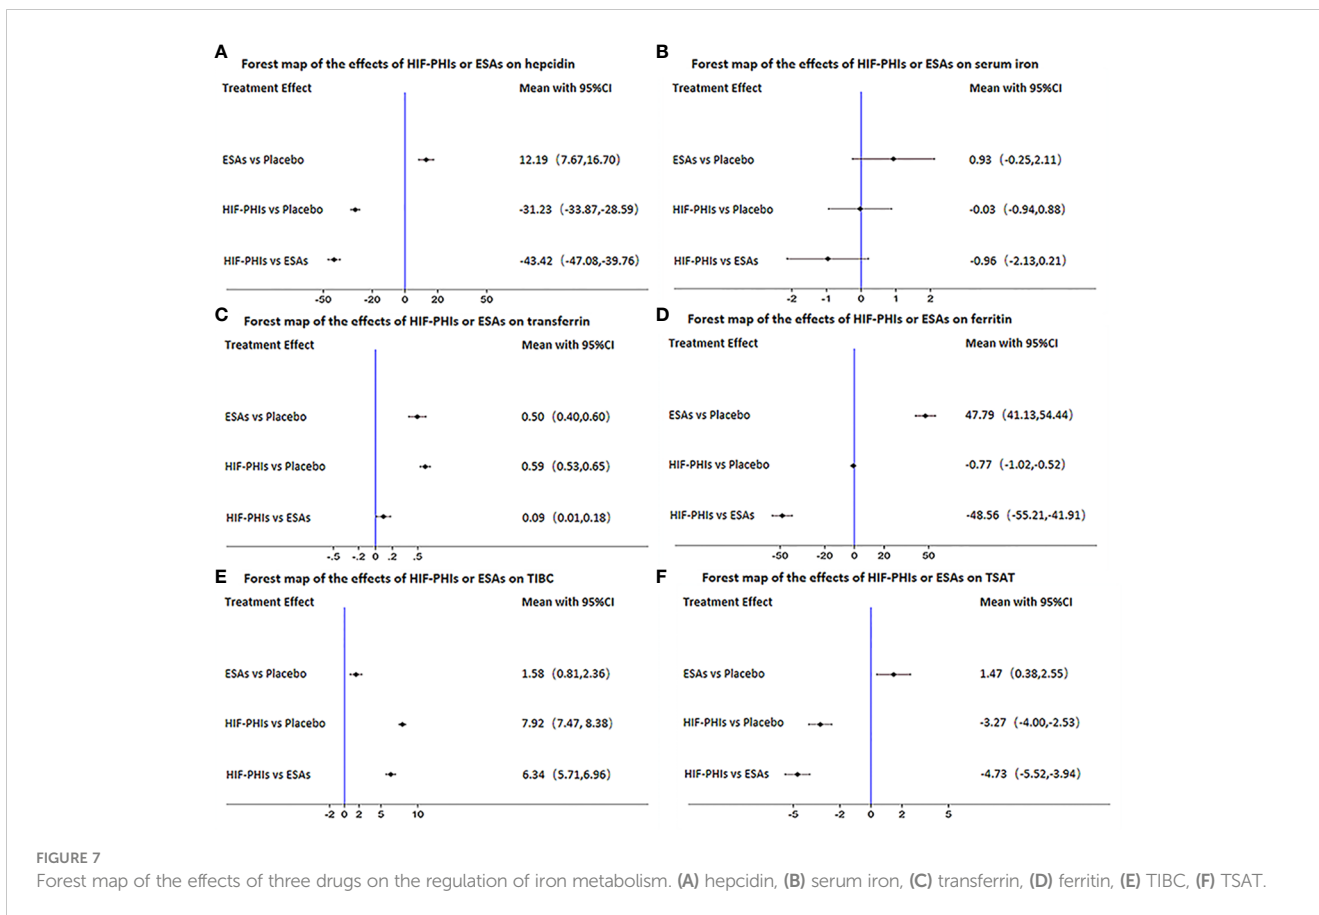 A
Forest map of the effects of HIF-PHIs or ESAs on hepcidin
Treatment Effect Mean with 95%CI
ESAs vs Placebo 12.19 (7.67,16.70)
HIF-PHIs vs Placebo -31.23 (-33.87,-28.59)
HIF-PHIs vs ESAs -43.42 (-47.08,-39.76)
-50 -20 0 20 50
B
Forest map of the effects of HIF-PHIs or ESAs on serum iron
Treatment Effect Mean with 95%CI
ESAs vs Placebo 0.93 (-0.25,2.11)
HIF-PHIs vs Placebo -0.03 (-0.94,0.88)
HIF-PHIs vs ESAs -0.96 (-2.13,0.21)
-2 -1 0 1 2
C
Forest map of the effects of HIF-PHIs or ESAs on transferrin
Treatment Effect Mean with 95%CI
ESAs vs Placebo 0.50 (0.40,0.60)
HIF-PHIs vs Placebo 0.59 (0.53,0.65)
HIF-PHIs vs ESAs 0.09 (0.01,0.18)
-.5 -.2 0 .2 .5
D
Forest map of the effects of HIF-PHIs or ESAs on ferritin
Treatment Effect Mean with 95%CI
ESAs vs Placebo 47.79 (41.13,54.44)
HIF-PHIs vs Placebo -0.77 (-1.02,-0.52)
HIF-PHIs vs ESAs -48.56 (-55.21,-41.91)
-50 -20 0 20 50
E
Forest map of the effects of HIF-PHIs or ESAs on TIBC
Treatment Effect Mean with 95%CI
ESAs vs Placebo 1.58 (0.81,2.36)
HIF-PHIs vs Placebo 7.92 (7.47, 8.38)
HIF-PHIs vs ESAs 6.34 (5.71,6.96)
-2 0 2 5 10
F
Forest map of the effects of HIF-PHIs or ESAs on TSAT
Treatment Effect Mean with 95%CI
ESAs vs Placebo 1.47 (0.38,2.55)
HIF-PHIs vs Placebo -3.27 (-4.00,-2.53)
HIF-PHIs vs ESAs -4.73 (-5.52,-3.94)
-5 -2 0 2 5
FIGURE 7
Forest map of the effects of three drugs on the regulation of iron metabolism. (A) hepcidin, (B) serum iron, (C) transferrin, (D) ferritin, (E) TIBC, (F) TSAT.